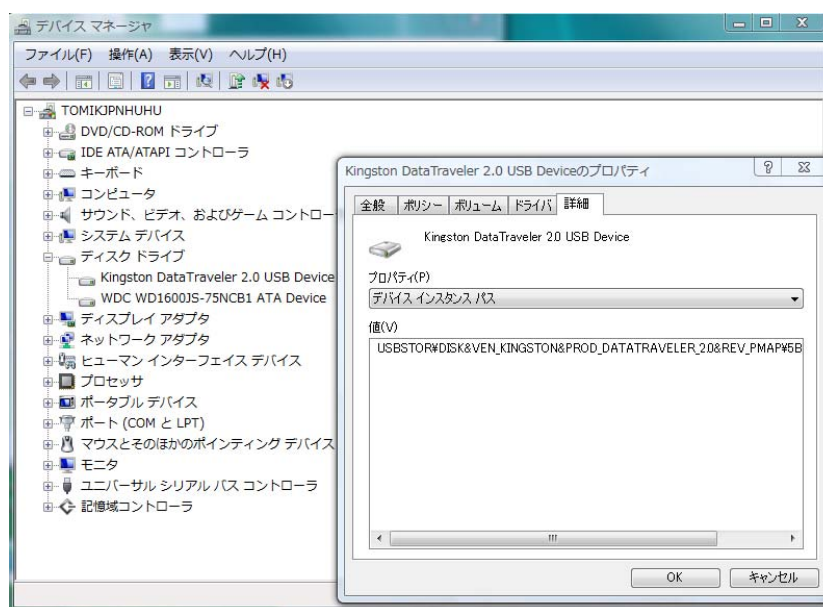 デバイス マネージャ
ファイル(F) 操作(A) 表示(V) ヘルプ(H)
TOMIKJPNHUHU
DVD/CD-ROM ドライブ
IDE ATA/ATAPI コントローラ
キーボード
コンピュータ
サウンド、ビデオ、およびゲーム コントロー
システム デバイス
ディスク ドライブ
Kingston DataTraveler 2.0 USB Device
WDC WD1600JS-75NCB1 ATA Device
ディスプレイ アダプタ
ネットワーク アダプタ
ヒューマン インターフェイス デバイス
プロセッサ
ポータブル デバイス
ポート (COM と LPT)
マウスとそのほかのポインティング デバイス
モニタ
ユニバーサル シリアル バス コントローラ
記憶域コントローラ
Kingston DataTraveler 2.0 USB Deviceのプロパティ
全般 ポリシー ボリューム ドライバ 詳細
Kingston DataTraveler 2.0 USB Device
プロパティ(P)
デバイス インスタンス パス
値(V)
USBSTOR¥DISK&VEN_KINGSTON&PROD_DATATRAVELER_2.0&REV_PMAP¥5B
OK キャンセル